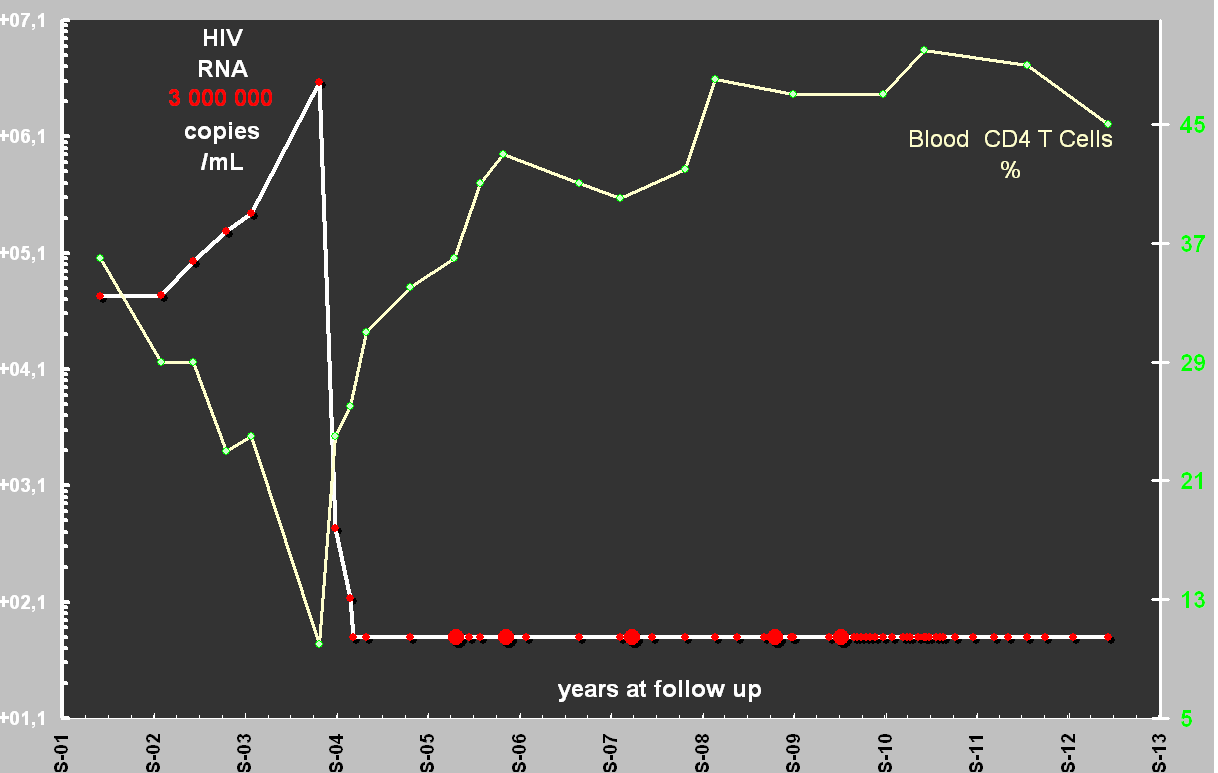 +07,1
+06,1
+05,1
+04,1
+03,1
+02,1
+01,1
HIV
RNA
3 000 000
copies
/mL
Blood CD4 T Cells
%
45
37
29
21
13
5
years at follow up
S-01
S-02
S-03
S-04
S-05
S-06
S-07
S-08
S-09
S-10
S-11
S-12
S-13